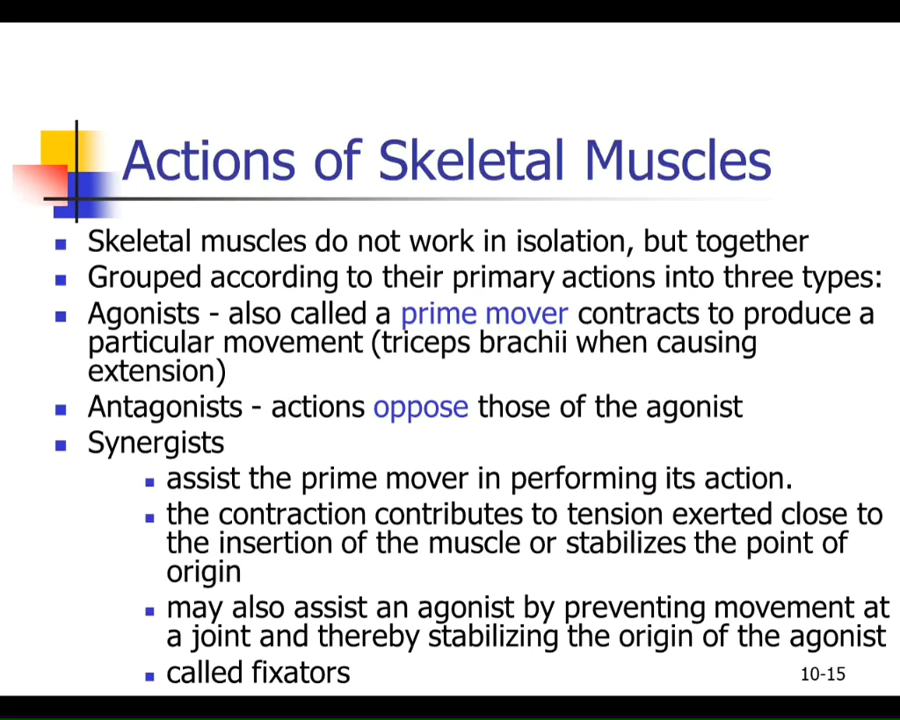 Actions of Skeletal Muscles
Skeletal muscles do not work in isolation, but together
Grouped according to their primary actions into three types:
Agonists - also called a prime mover contracts to produce a
particular movement (triceps brachii when causing
extension)
Antagonists - actions oppose those of the agonist
Synergists
assist the prime mover in performing its action.
the contraction contributes to tension exerted close to
the insertion of the muscle or stabilizes the point of
origin
may also assist an agonist by preventing movement at
a joint and thereby stabilizing the origin of the agonist
called fixators
10-15